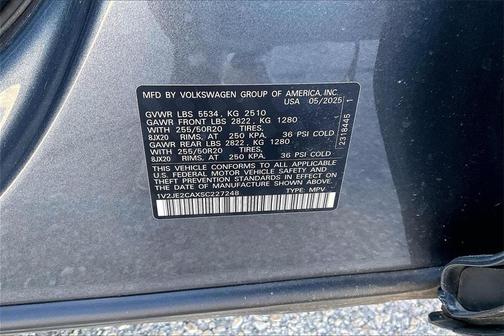 MFD.BY VOLKSWAGEN GROUP OF AMERICA, INC.
USA 05/2025
GVWR LBS 5534 , KG 2510
GAWR FRONT LBS 2822 , KG 1280
WITH 255/50R20 TIRES,
8JX20 RIMS, AT 250 KPA, 36 PSI COLD
GAWR REAR LBS 2822 , KG 1280
WITH 255/50R20 TIRES,
8JX20 RIMS, AT 250 KPA, 36 PSI COLD
THIS VEHICLE CONFORMS TO ALL APPLICABLE
U.S. FEDERAL MOTOR VEHICLE SAFETY AND
THEFT PREVENTION STANDARDS IN EFFECT ON THE
DATE OF MANUFACTURE SHOWN ABOVE.
1V2JE2CAXSC227248 TYPE: MPV
2318445 1